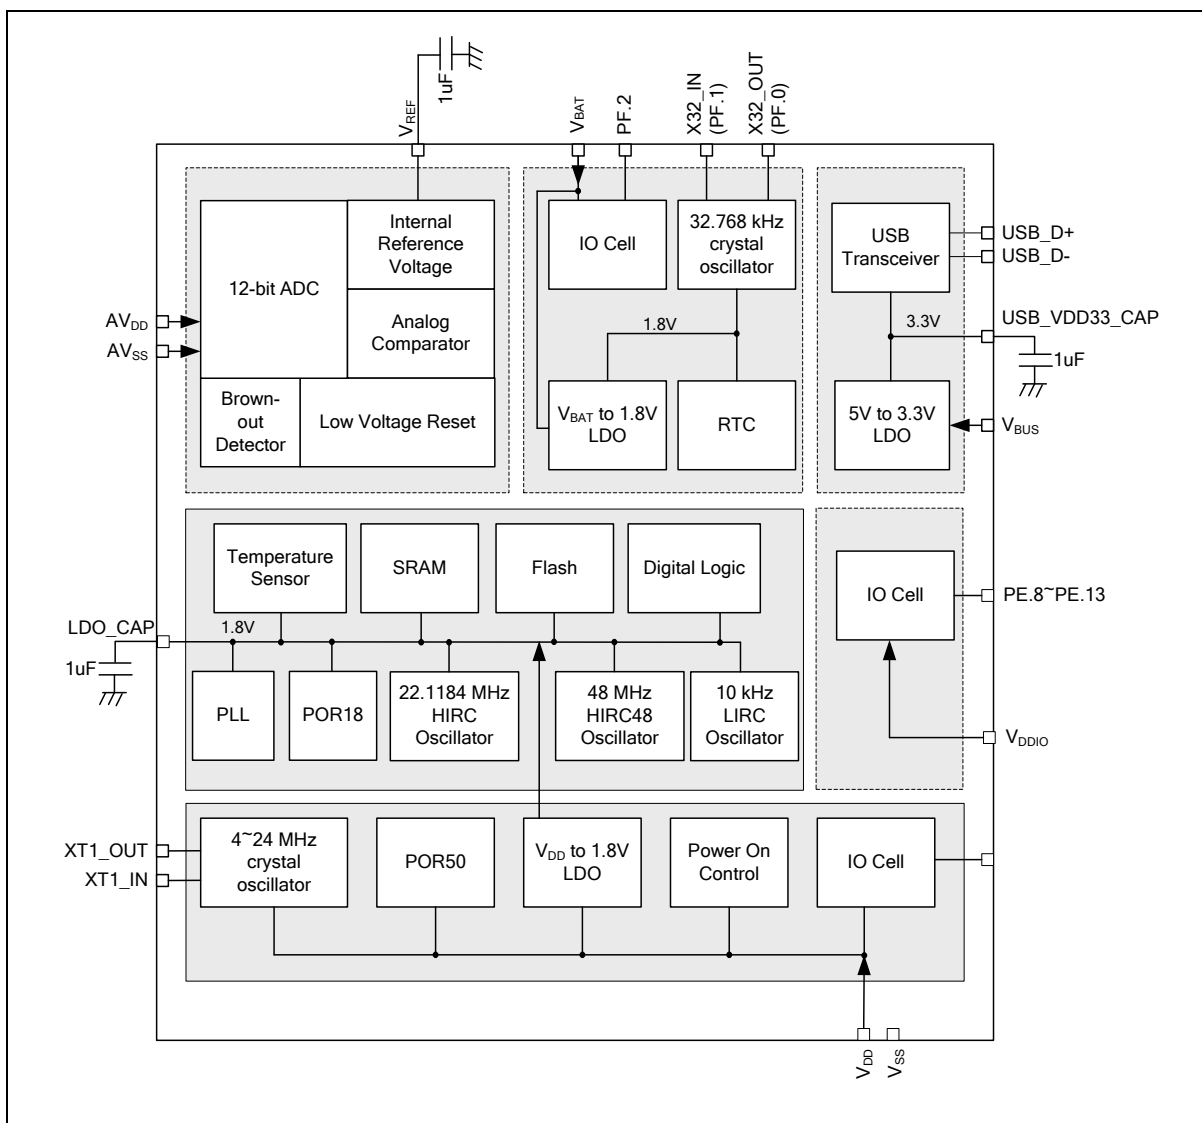 1uF
VREF
VBAT
PF.2
X32_IN
(PF.1)
X32_OUT
(PF.0)
12-bit ADC
Internal
Reference
Voltage
Analog
Comparator
Brown-
out
Detector
Low Voltage Reset
AVDD
AVSS
IO Cell
32.768 kHz
crystal
oscillator
1.8V
VBAT to 1.8V
LDO
RTC
USB
Transceiver
USB_D+
USB_D-
3.3V
USB_VDD33_CAP
1uF
5V to 3.3V
LDO
VBUS
Temperature
Sensor
SRAM
Flash
Digital Logic
LDO_CAP
1.8V
1uF
PLL
POR18
22.1184 MHz
HIRC
Oscillator
48 MHz
HIRC48
Oscillator
10 kHz
LIRC
Oscillator
IO Cell
PE.8~PE.13
VDDIO
XT1_OUT
XT1_IN
4~24 MHz
crystal
oscillator
POR50
VDD to 1.8V
LDO
Power On
Control
IO Cell
VDD
VSS